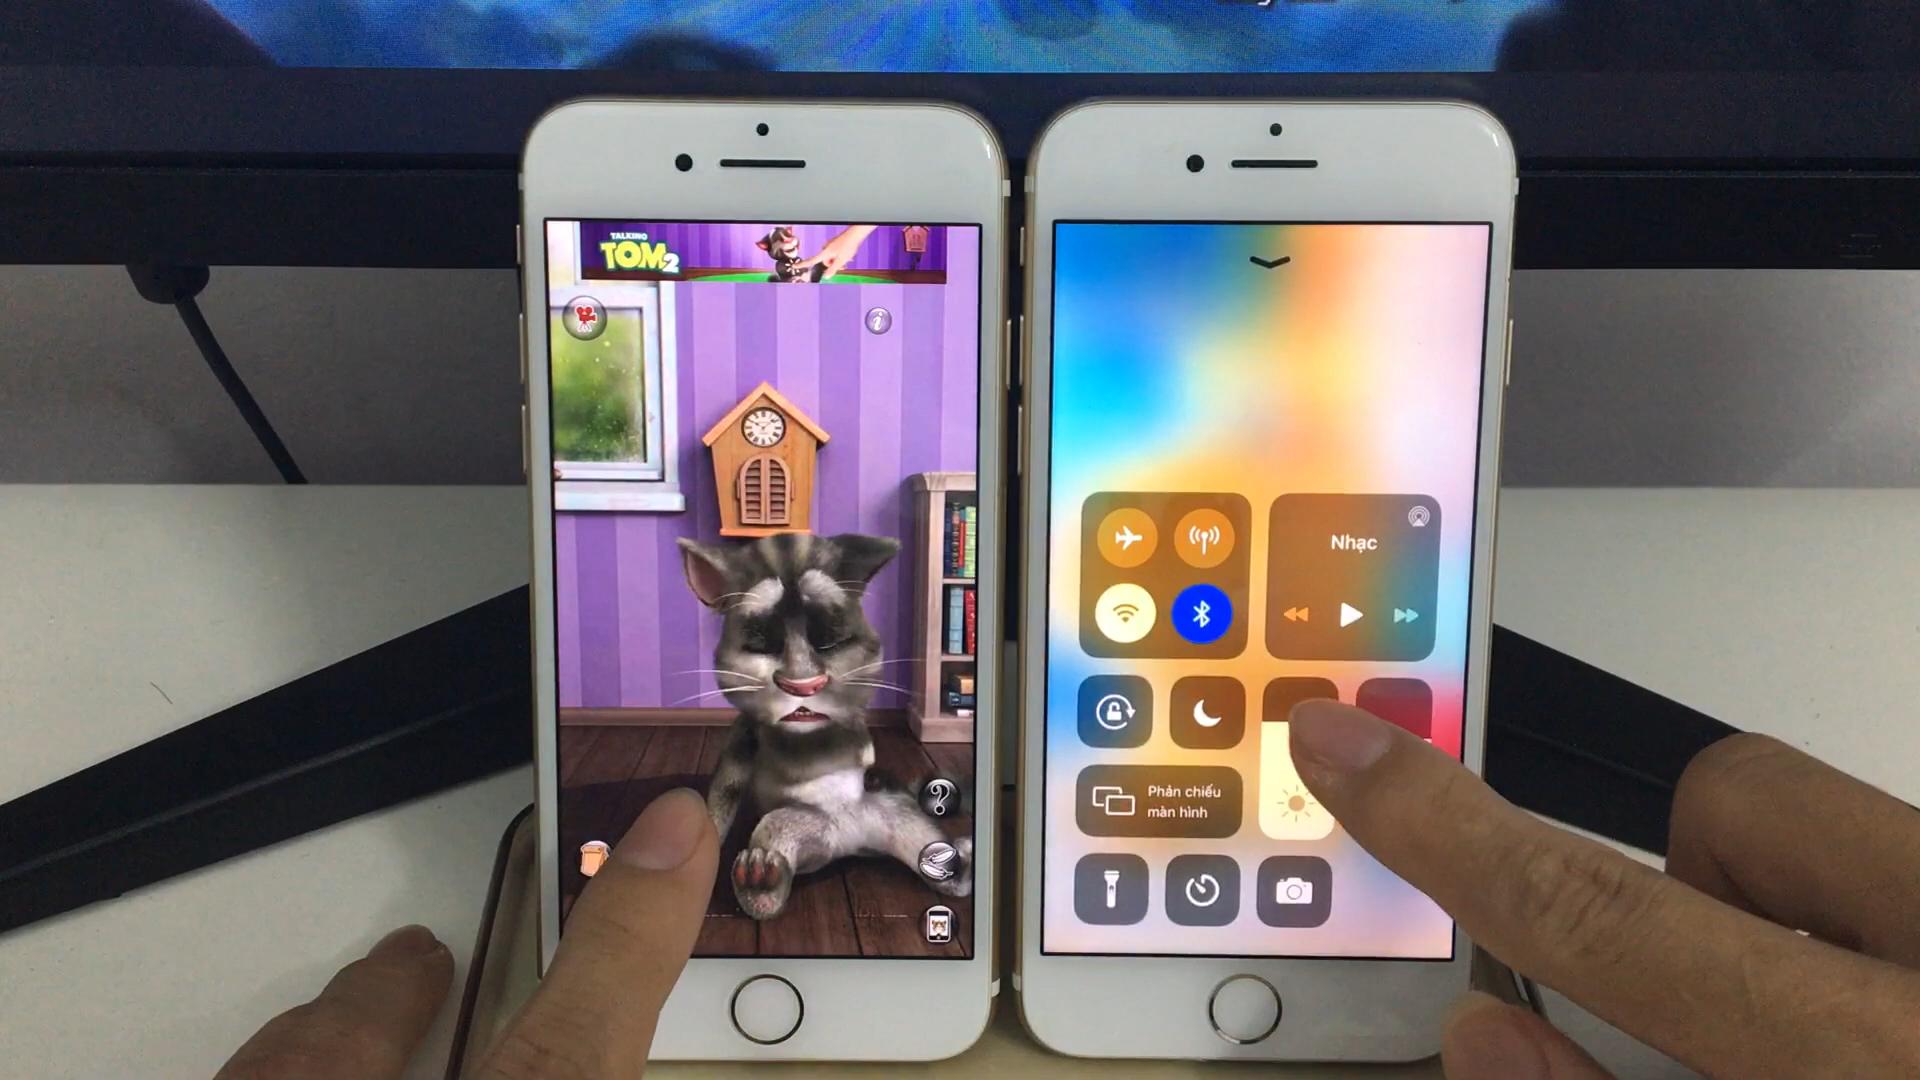 TALKING
TOM2
Nhạc
Phản chiếu
màn hình